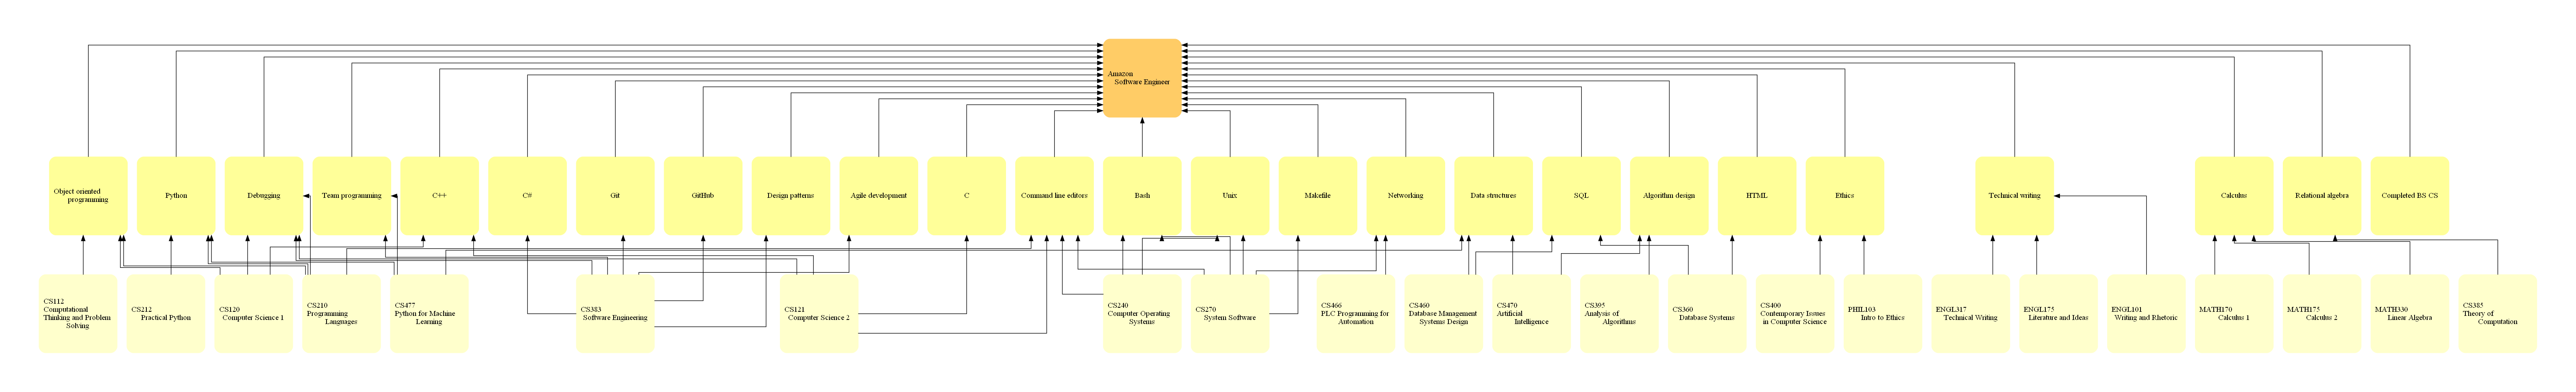 Amazon
Software Engineer
Object oriented
programming
Python
Debugging
Team programming
C++
C#
Git
GitHub
Design patterns
Agile development
C
Command line editors
Bash
Unix
Makefile
Networking
Data structures
SQL
Algorithm design
HTML
Ethics
Technical writing
Calculus
Relational algebra
Completed BS CS
CS112
Computational
Thinking and Problem
Solving
CS212
Practical Python
CS120
Computer Science 1
CS210
Programming
Languages
CS477
Python for Machine
Learning
CS383
Software Engineering
CS121
Computer Science 2
CS240
Computer Operating
Systems
CS270
System Software
CS466
PLC Programming for
Automation
CS460
Database Management
Systems Design
CS470
Artificial
Intelligence
CS395
Analysis of
Algorithms
CS360
Database Systems
CS400
Contemporary Issues
in Computer Science
PHIL103
Intro to Ethics
ENGL317
Technical Writing
ENGL175
Literature and Ideas
ENGL101
Writing and Rhetoric
MATH170
Calculus 1
MATH175
Calculus 2
MATH330
Linear Algebra
CS385
Theory of
Computation